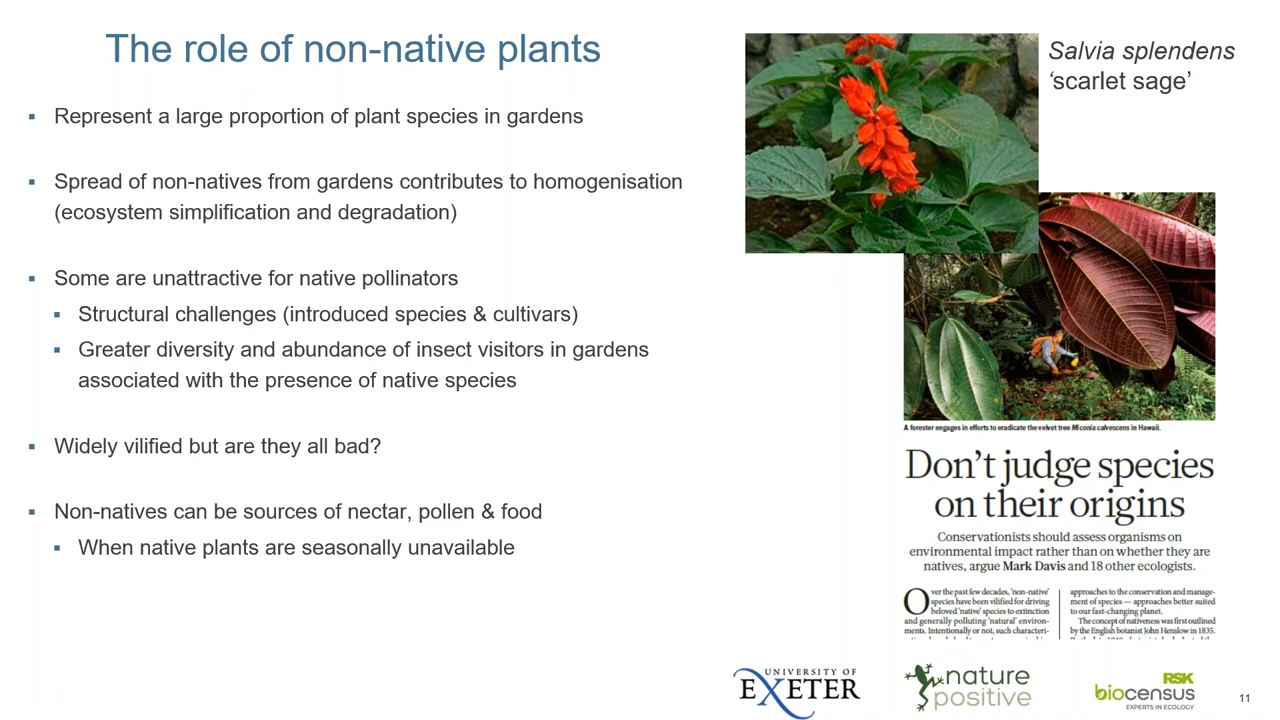 The role of non-native plants
Represent a large proportion of plant species in gardens
Spread of non-natives from gardens contributes to homogenisation
(ecosystem simplification and degradation)
Some are unattractive for native pollinators
Structural challenges (introduced species & cultivars)
Greater diversity and abundance of insect visitors in gardens
associated with the presence of native species
Widely vilified but are they all bad?
Non-natives can be sources of nectar, pollen & food
When native plants are seasonally unavailable
Salvia splendens
‘scarlet sage’
A forester engages in efforts to eradicate the velvet tree Miconia calvescens in Hawaii.
Don’t judge species
on their origins
Conservationists should assess organisms on
environmental impact rather than on whether they are
natives, argue Mark Davis and 18 other ecologists.
Over the past few decades, ‘non-native’
species have been vilified for driving
beloved ‘native’ species to extinction
and generally polluting ‘natural’ environ-
ments. Intentionally or not, such characteri-
approaches to the conservation and manage-
ment of species — approaches better suited
to our fast-changing planet.
The concept of nativeness was first outlined
by the English botanist John Henslow in 1835.
UNIVERSITY OF
EXETER
nature
positive
RSK
biocensus
EXPERTS IN ECOLOGY
11